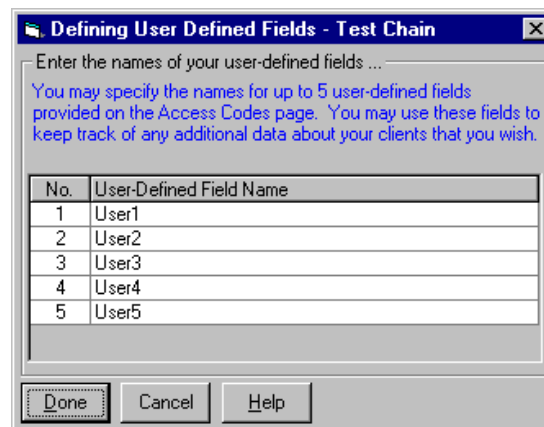 Defining User Defined Fields - Test Chain
Enter the names of your user-defined fields ...
You may specify the names for up to 5 user-defined fields
provided on the Access Codes page. You may use these fields to
keep track of any additional data about your clients that you wish.
No. User-Defined Field Name
1 User1
2 User2
3 User3
4 User4
5 User5
Done Cancel Help